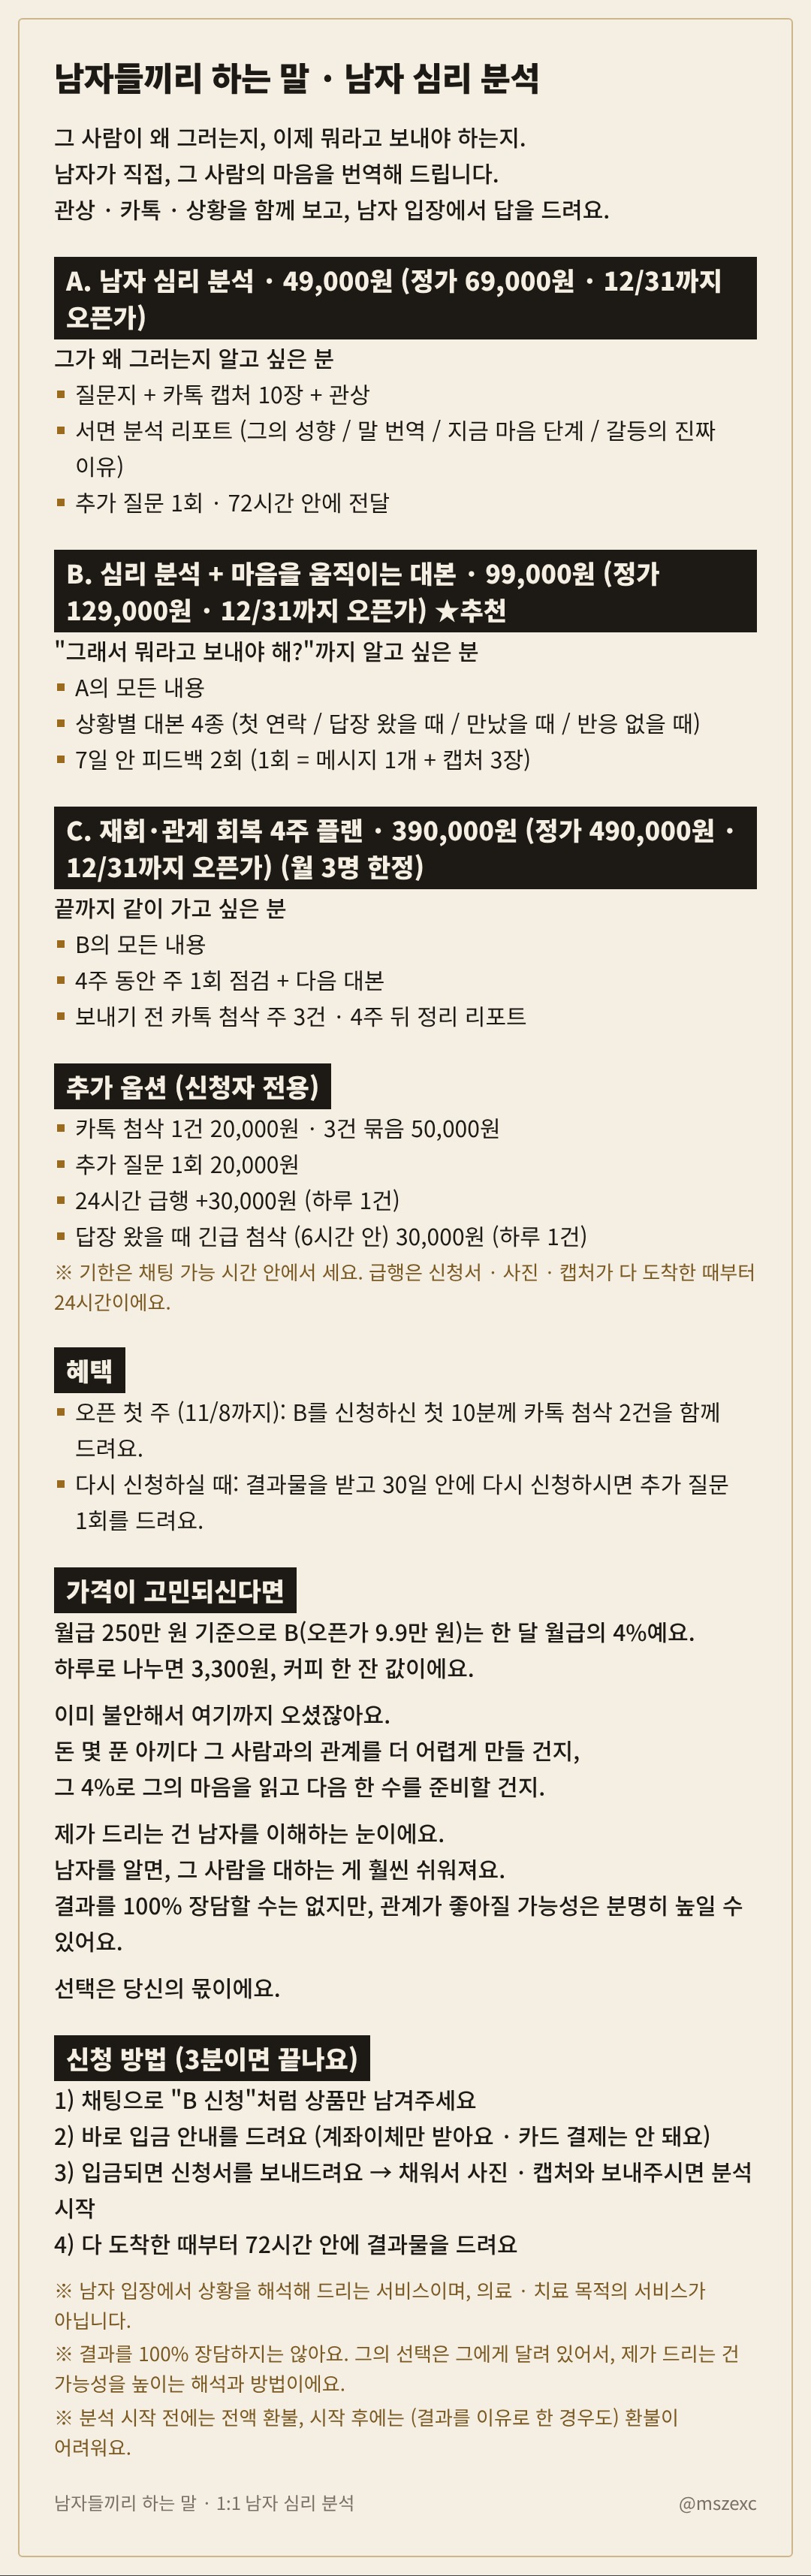 남자들끼리 하는 말 · 남자 심리 분석
그 사람이 왜 그러는지, 이제 뭐라고 보내야 하는지.
남자가 직접, 그 사람의 마음을 번역해 드립니다.
관상 · 카톡 · 상황을 함께 보고, 남자 입장에서 답을 드려요.
A. 남자 심리 분석 · 49,000원 (정가 69,000원 · 12/31까지
오픈가)
그가 왜 그러는지 알고 싶은 분
▪ 질문지 + 카톡 캡처 10장 + 관상
▪ 서면 분석 리포트 (그의 성향 / 말 번역 / 지금 마음 단계 / 갈등의 진짜
이유)
▪ 추가 질문 1회 · 72시간 안에 전달
B. 심리 분석 + 마음을 움직이는 대본 · 99,000원 (정가
129,000원 · 12/31까지 오픈가) ★추천
"그래서 뭐라고 보내야 해?"까지 알고 싶은 분
▪ A의 모든 내용
▪ 상황별 대본 4종 (첫 연락 / 답장 왔을 때 / 만났을 때 / 반응 없을 때)
▪ 7일 안 피드백 2회 (1회 = 메시지 1개 + 캡처 3장)
C. 재회·관계 회복 4주 플랜 · 390,000원 (정가 490,000원 ·
12/31까지 오픈가) (월 3명 한정)
끝까지 같이 가고 싶은 분
▪ B의 모든 내용
▪ 4주 동안 주 1회 점검 + 다음 대본
▪ 보내기 전 카톡 첨삭 주 3건 · 4주 뒤 정리 리포트
추가 옵션 (신청자 전용)
▪ 카톡 첨삭 1건 20,000원 · 3건 묶음 50,000원
▪ 추가 질문 1회 20,000원
▪ 24시간 급행 +30,000원 (하루 1건)
▪ 답장 왔을 때 긴급 첨삭 (6시간 안) 30,000원 (하루 1건)
※ 기한은 채팅 가능 시간 안에서 세요. 급행은 신청서 · 사진 · 캡처가 다 도착한 때부터
24시간이에요.
혜택
▪ 오픈 첫 주 (11/8까지): B를 신청하신 첫 10분께 카톡 첨삭 2건을 함께
드려요.
▪ 다시 신청하실 때: 결과물을 받고 30일 안에 다시 신청하시면 추가 질문
1회를 드려요.
가격이 고민되신다면
월급 250만 원 기준으로 B(오픈가 9.9만 원)는 한 달 월급의 4%예요.
하루로 나누면 3,300원, 커피 한 잔 값이에요.
이미 불안해서 여기까지 오셨잖아요.
돈 몇 푼 아끼다 그 사람과의 관계를 더 어렵게 만들 건지,
그 4%로 그의 마음을 읽고 다음 한 수를 준비할 건지.
제가 드리는 건 남자를 이해하는 눈이에요.
남자를 알면, 그 사람을 대하는 게 훨씬 쉬워져요.
결과를 100% 장담할 수는 없지만, 관계가 좋아질 가능성은 분명히 높일 수
있어요.
선택은 당신의 몫이에요.
신청 방법 (3분이면 끝나요)
1) 채팅으로 "B 신청"처럼 상품만 남겨주세요
2) 바로 입금 안내를 드려요 (계좌이체만 받아요 · 카드 결제는 안 돼요)
3) 입금되면 신청서를 보내드려요 → 채워서 사진 · 캡처와 보내주시면 분석
시작
4) 다 도착한 때부터 72시간 안에 결과물을 드려요
※ 남자 입장에서 상황을 해석해 드리는 서비스이며, 의료 · 치료 목적의 서비스가
아닙니다.
※ 결과를 100% 장담하지는 않아요. 그의 선택은 그에게 달려 있어서, 제가 드리는 건
가능성을 높이는 해석과 방법이에요.
※ 분석 시작 전에는 전액 환불, 시작 후에는 (결과를 이유로 한 경우도) 환불이
어려워요.
남자들끼리 하는 말 · 1:1 남자 심리 분석
@mszexc